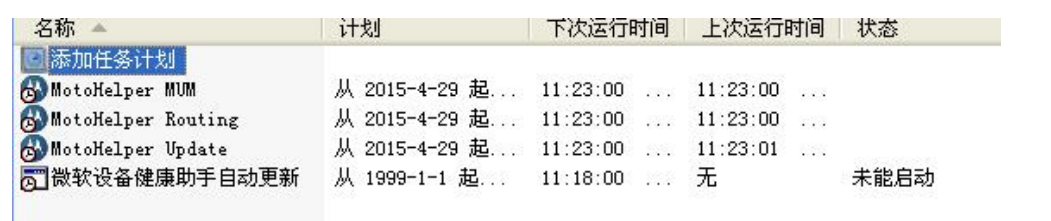 名称 计划 下次运行时间 上次运行时间 状态
添加任务计划
MotoHelper MUM 从 2015-4-29 起... 11:23:00 ... 11:23:00 ...
MotoHelper Routing 从 2015-4-29 起... 11:23:00 ... 11:23:00 ...
MotoHelper Update 从 2015-4-29 起... 11:23:00 ... 11:23:01 ...
微软设备健康助手自动更新 从 1999-1-1 起... 11:18:00 ... 无 未能启动